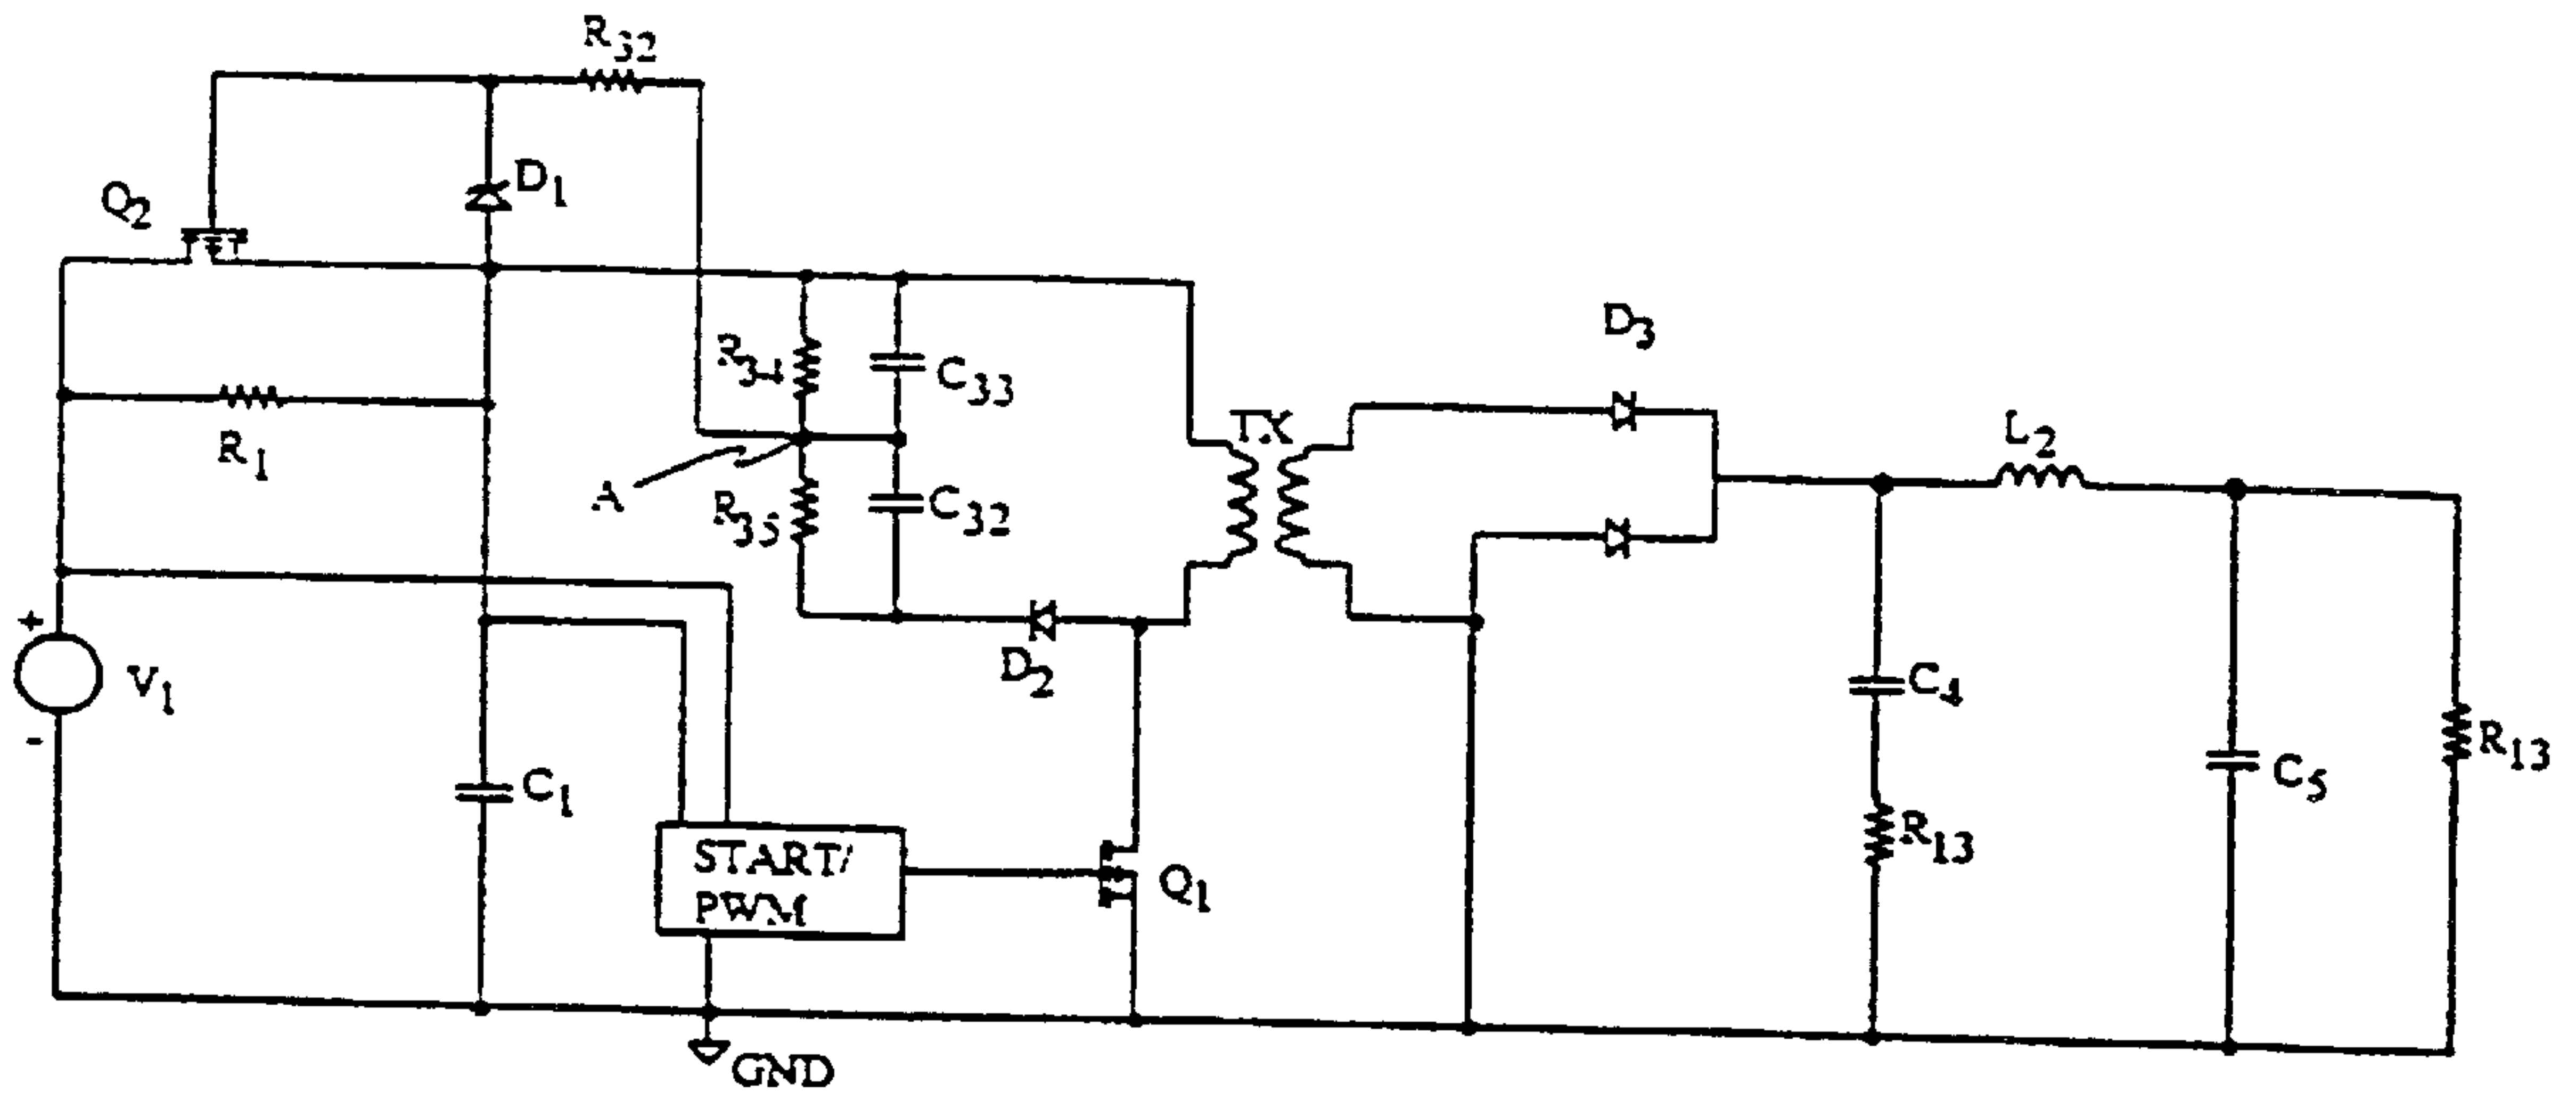 R32
D1
Q2
D3
R34
C33
TX
L2
R1
A
R35
C32
+
V1
-
D2
C4
R13
C5
C1
START/
PWM
Q1
R13
GND